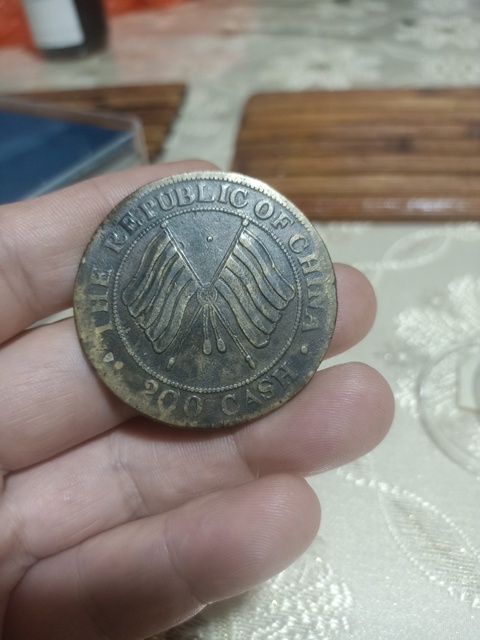 THE REPUBLIC OF CHINA
200 CASH